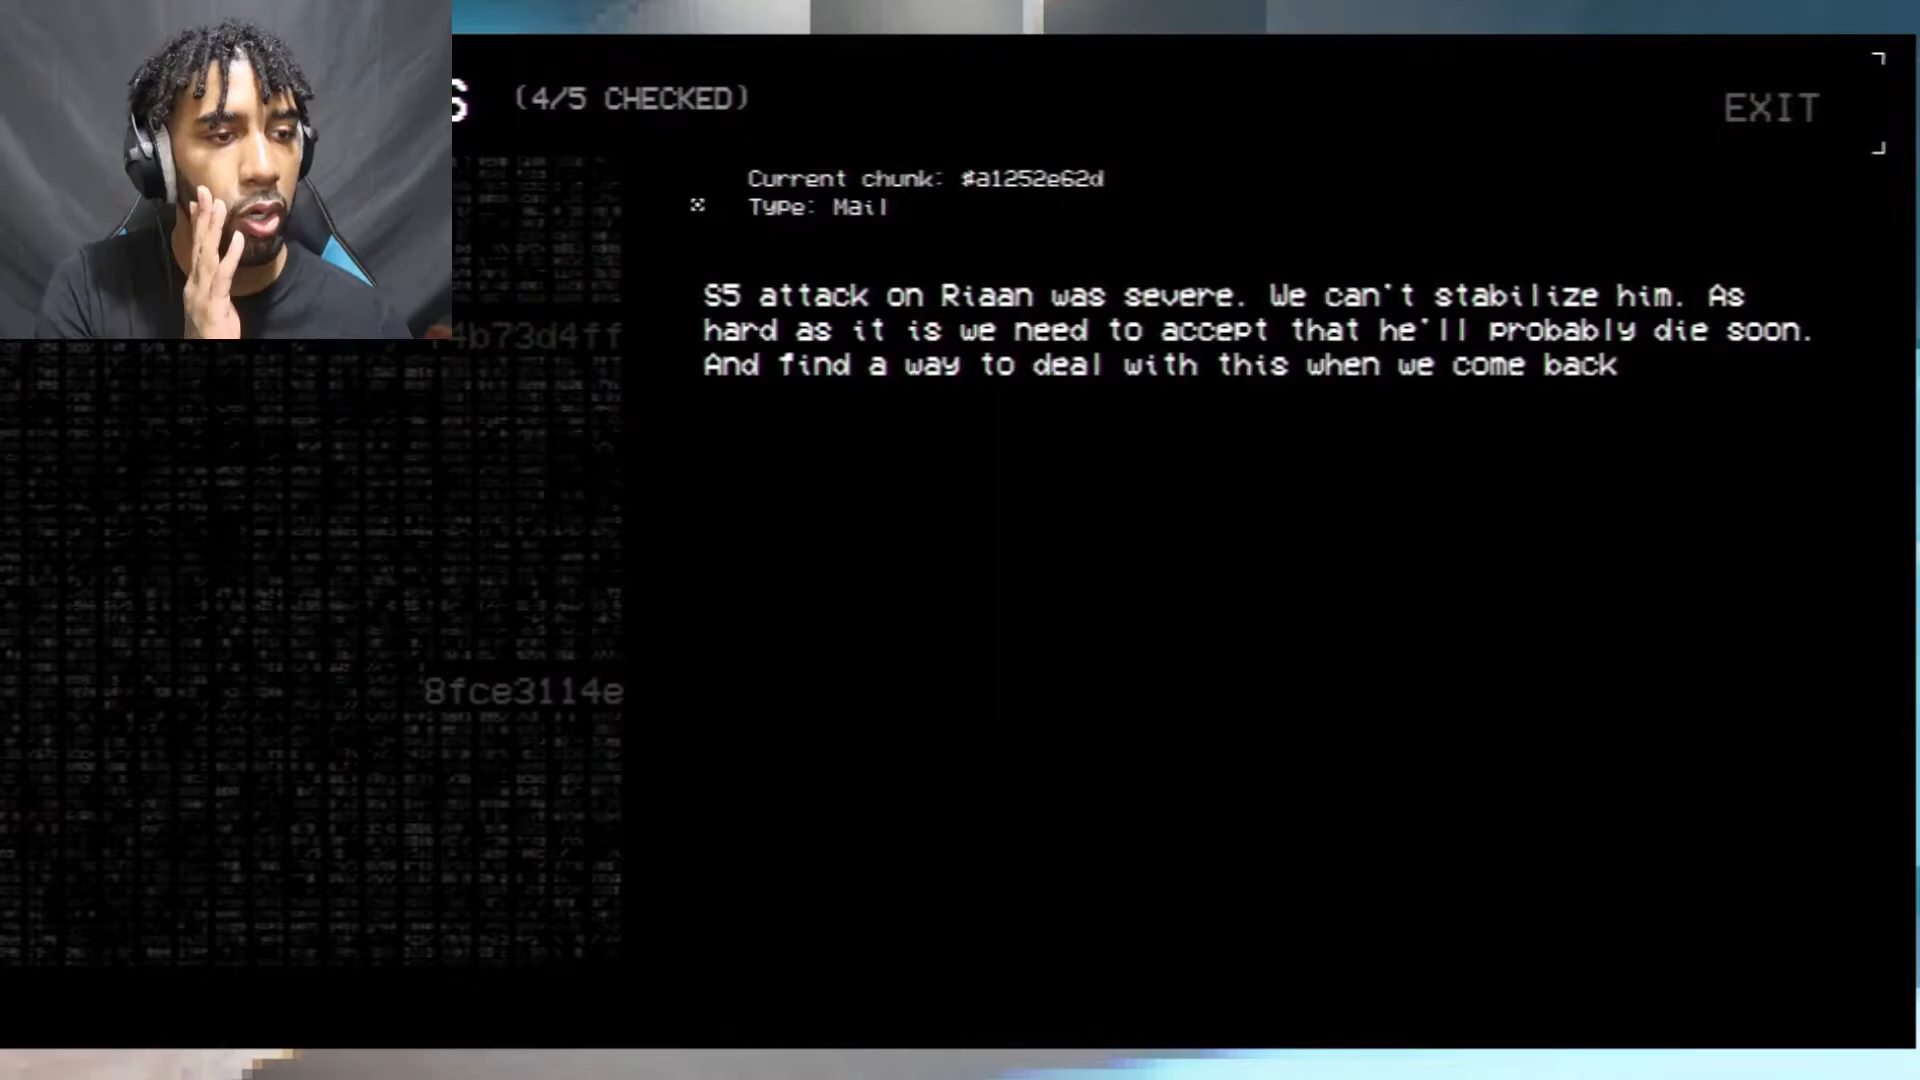 S (4/5 CHECKED)
EXIT
Current chunk: #a1252e62d
Type: Mail
S5 attack on Riaan was severe. We can't stabilize him. As
hard as it is we need to accept that he'll probably die soon.
And find a way to deal with this when we come back
4b73d4ff
8fce3114e